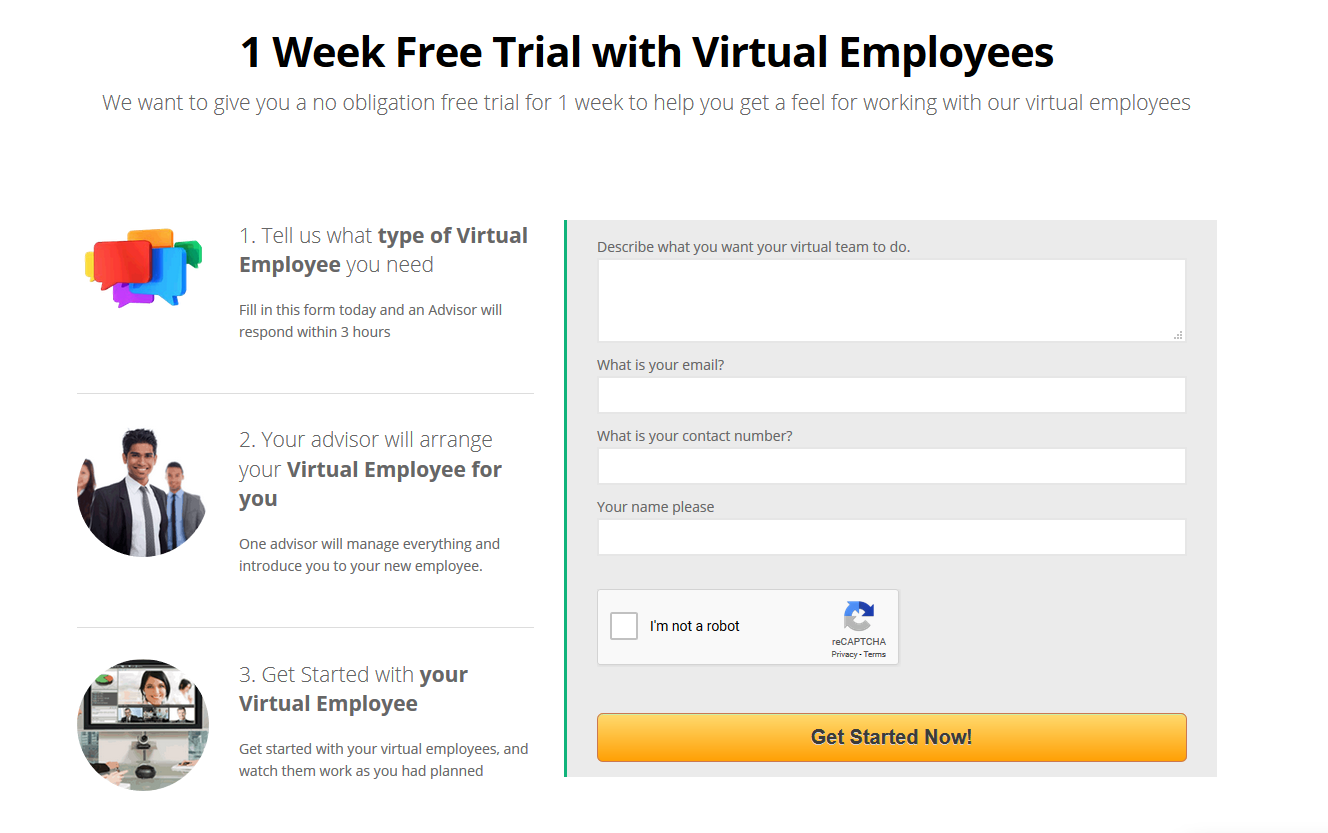 1 Week Free Trial with Virtual Employees
We want to give you a no obligation free trial for 1 week to help you get a feel for working with our virtual employees
1. Tell us what type of Virtual
Employee you need
Fill in this form today and an Advisor will
respond within 3 hours
2. Your advisor will arrange
your Virtual Employee for
you
One advisor will manage everything and
introduce you to your new employee.
3. Get Started with your
Virtual Employee
Get started with your virtual employees, and
watch them work as you had planned
Describe what you want your virtual team to do.
What is your email?
What is your contact number?
Your name please
I'm not a robot
reCAPTCHA
Privacy - Terms
Get Started Now!